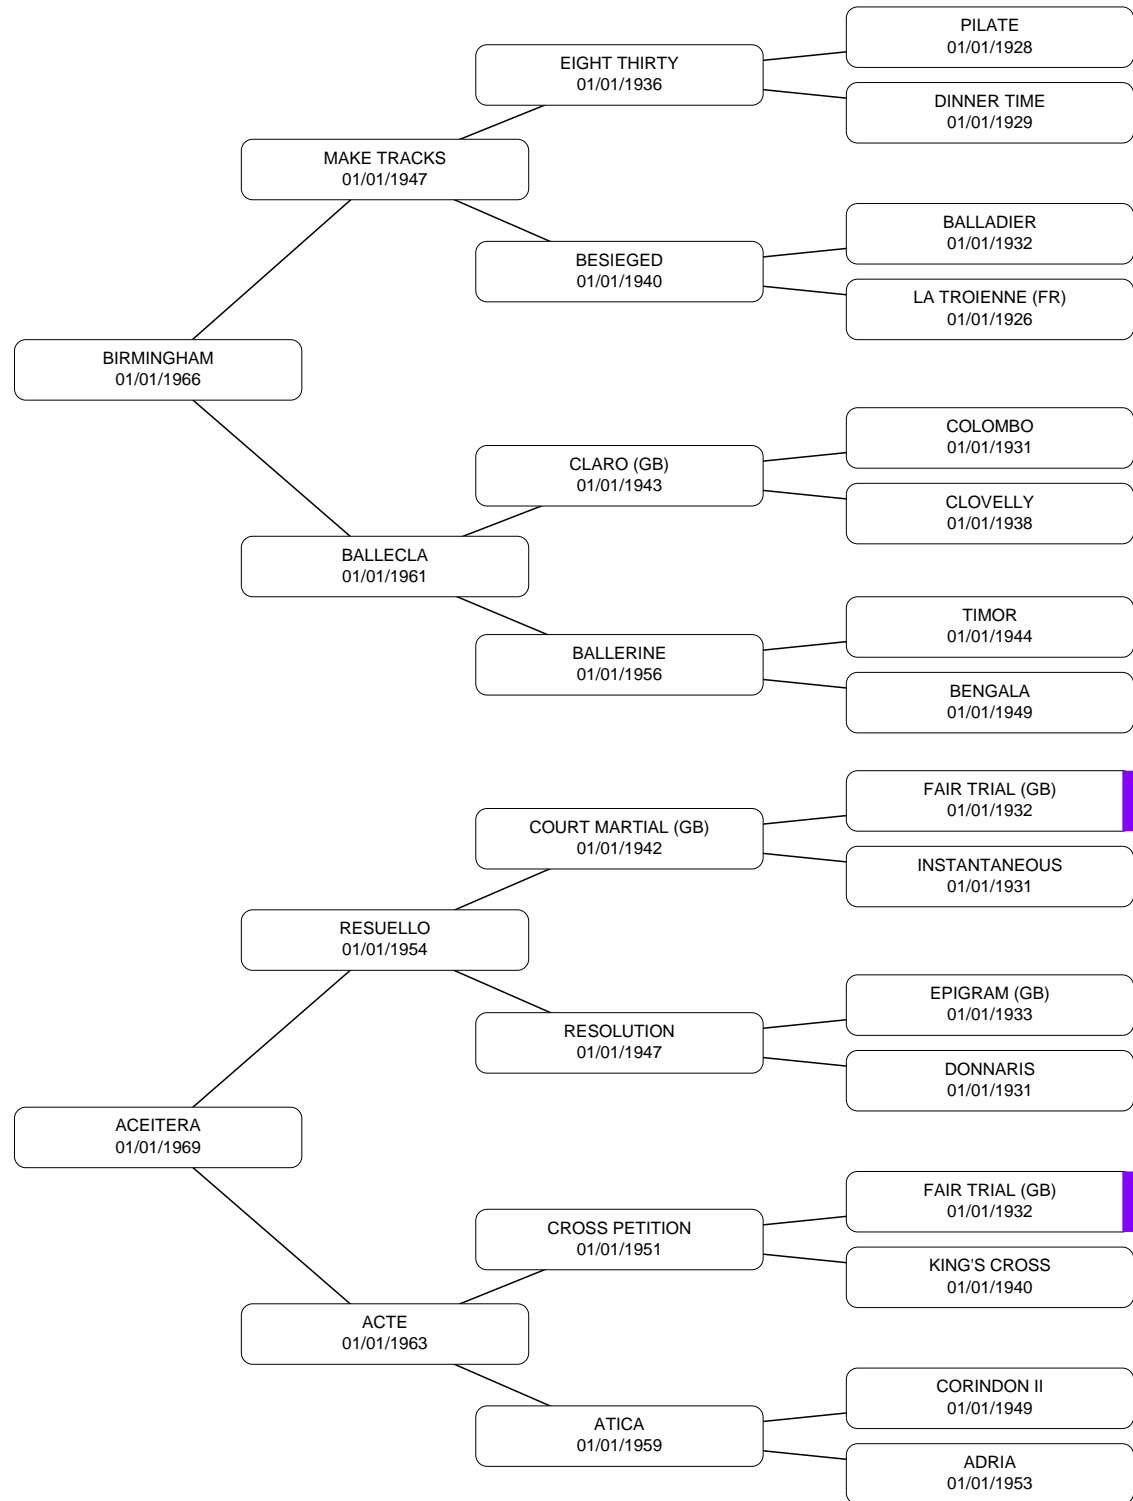 PILATE
01/01/1928
EIGHT THIRTY
01/01/1936
DINNER TIME
01/01/1929
MAKE TRACKS
01/01/1947
BALLADIER
01/01/1932
BESIEGED
01/01/1940
LA TROIENNE (FR)
01/01/1926
BIRMINGHAM
01/01/1966
COLOMBO
01/01/1931
CLARO (GB)
01/01/1943
CLOVELLY
01/01/1938
BALLECLA
01/01/1961
TIMOR
01/01/1944
BALLERINE
01/01/1956
BENGALA
01/01/1949
FAIR TRIAL (GB)
01/01/1932
COURT MARTIAL (GB)
01/01/1942
INSTANTANEOUS
01/01/1931
RESUELLO
01/01/1954
EPIGRAM (GB)
01/01/1933
RESOLUTION
01/01/1947
DONNARIS
01/01/1931
ACEITERA
01/01/1969
FAIR TRIAL (GB)
01/01/1932
CROSS PETITION
01/01/1951
KING'S CROSS
01/01/1940
ACTE
01/01/1963
CORINDON II
01/01/1949
ATICA
01/01/1959
ADRIA
01/01/1953